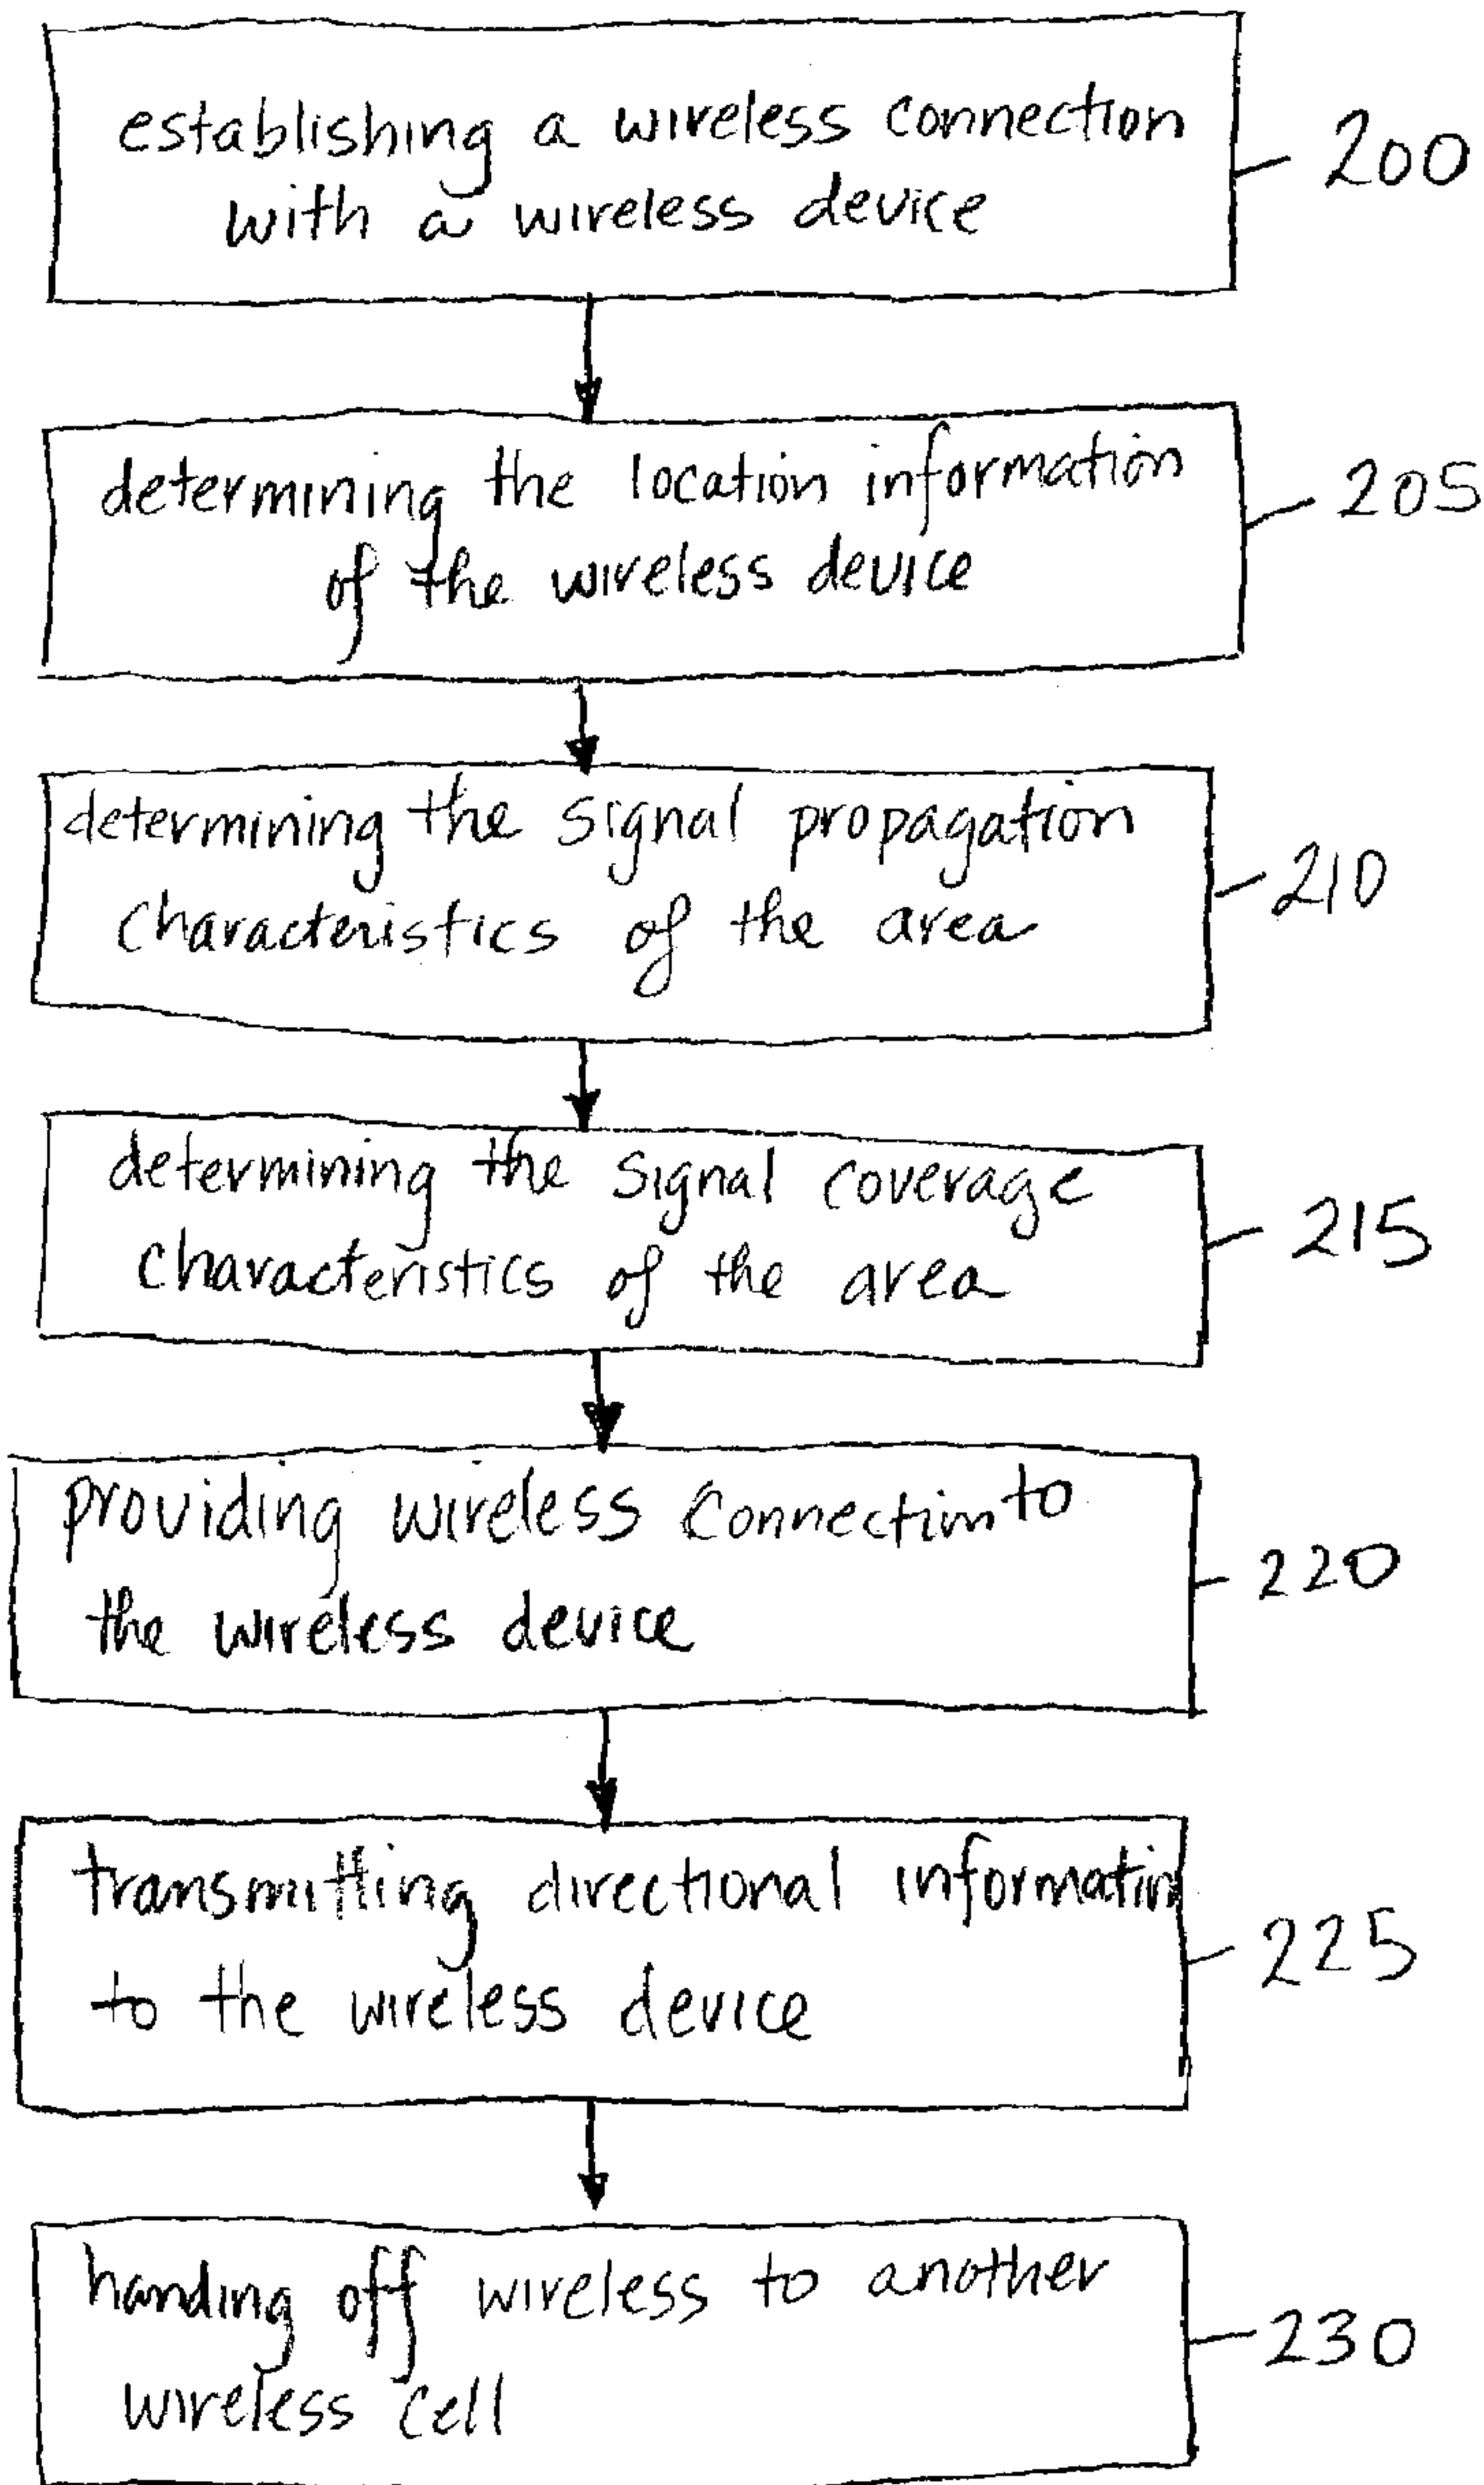 establishing a wireless connection
with a wireless device
200
determining the location information
of the wireless device
205
determining the signal propagation
characteristics of the area
210
determining the signal coverage
characteristics of the area
215
providing wireless connection to
the wireless device
220
transmitting directional information
to the wireless device
225
handing off wireless to another
wireless cell
230